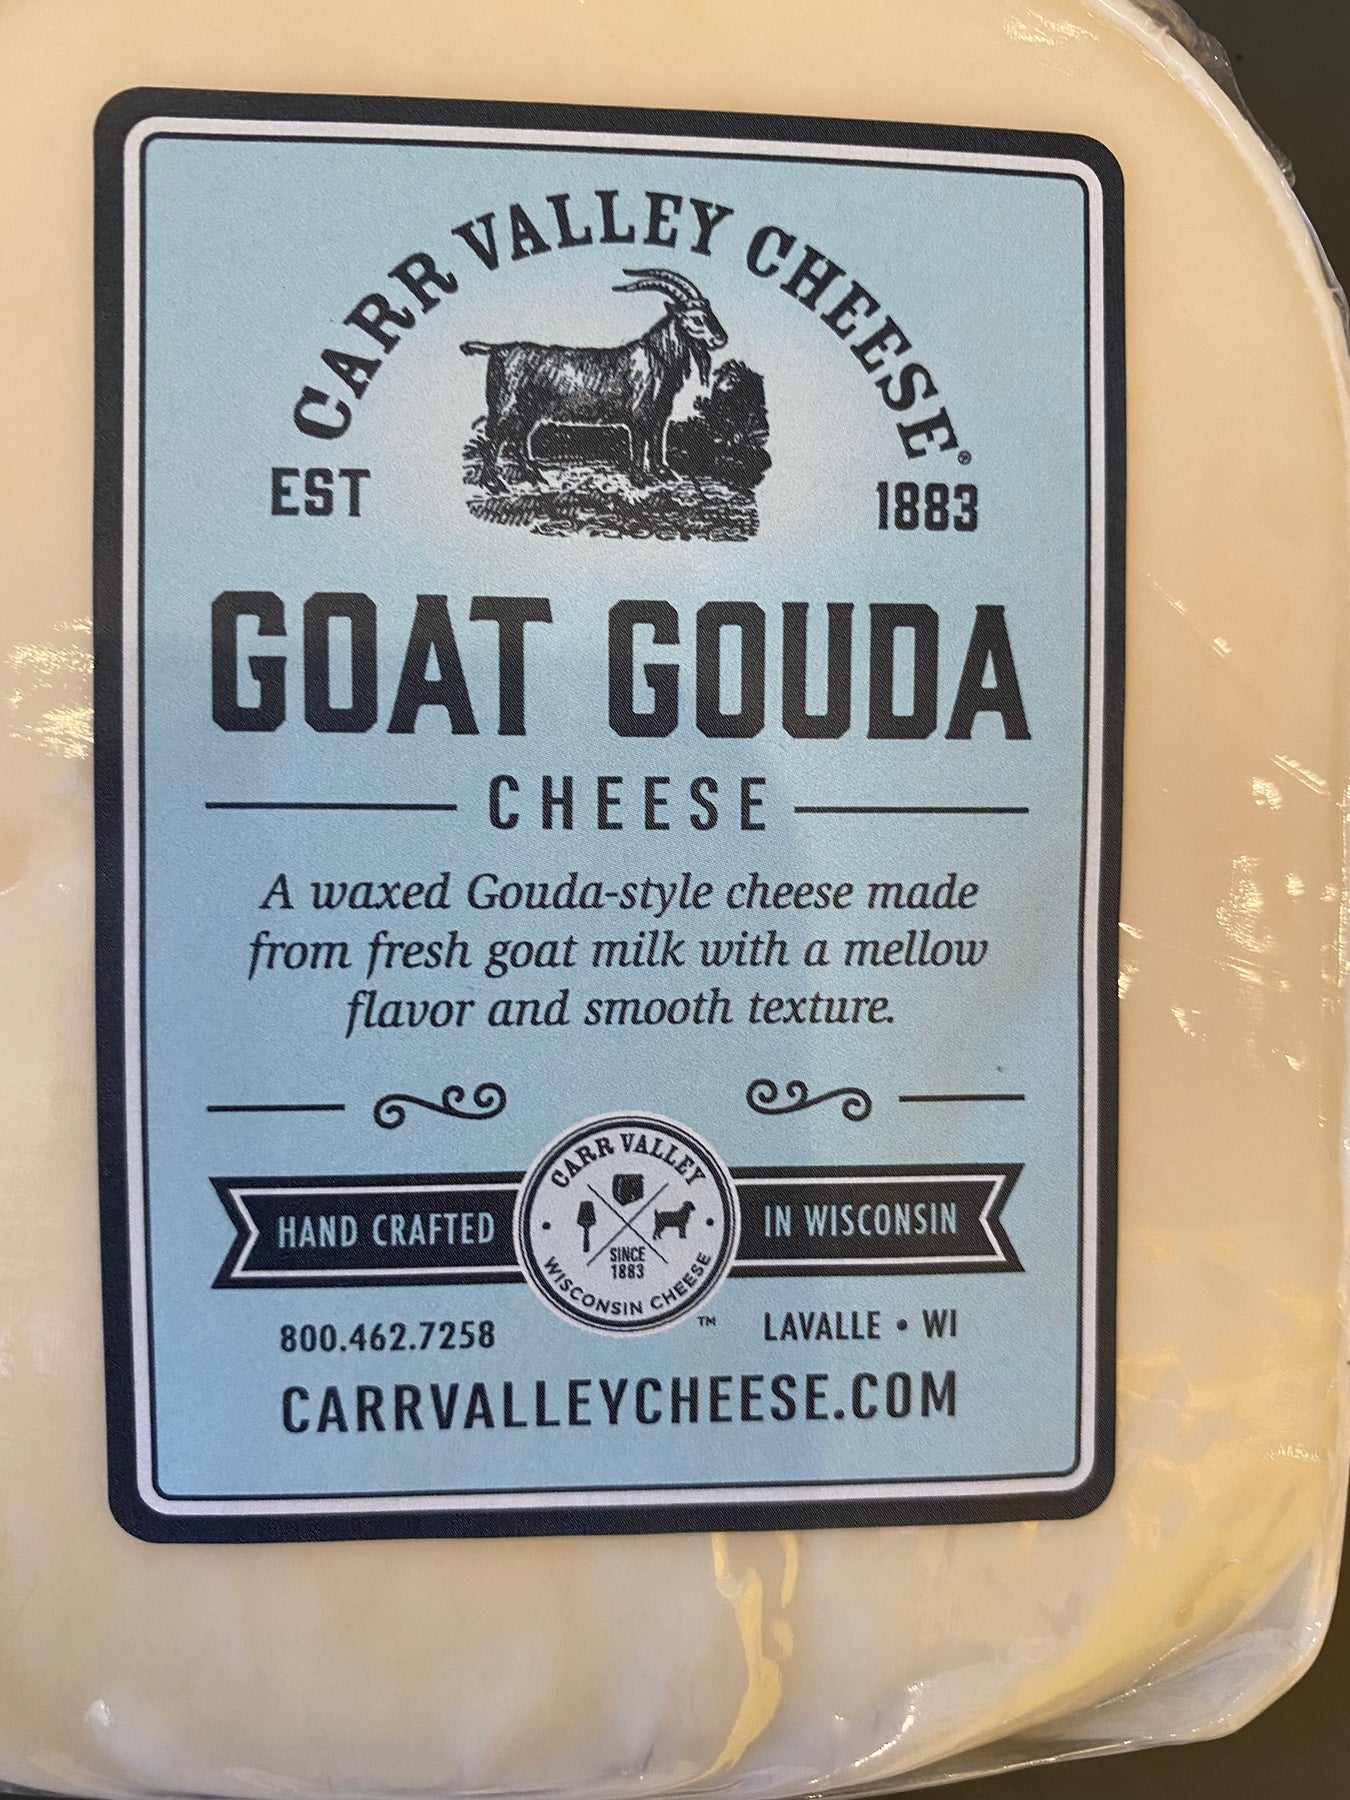 CARR VALLEY CHEESE®
EST 1883
GOAT GOUDA
CHEESE
A waxed Gouda-style cheese made
from fresh goat milk with a mellow
flavor and smooth texture.
CARR VALLEY
SINCE
1883
WISCONSIN CHEESE
TM
HAND CRAFTED IN WISCONSIN
800.462.7258 LAVALLE • WI
CARRVALLEYCHEESE.COM